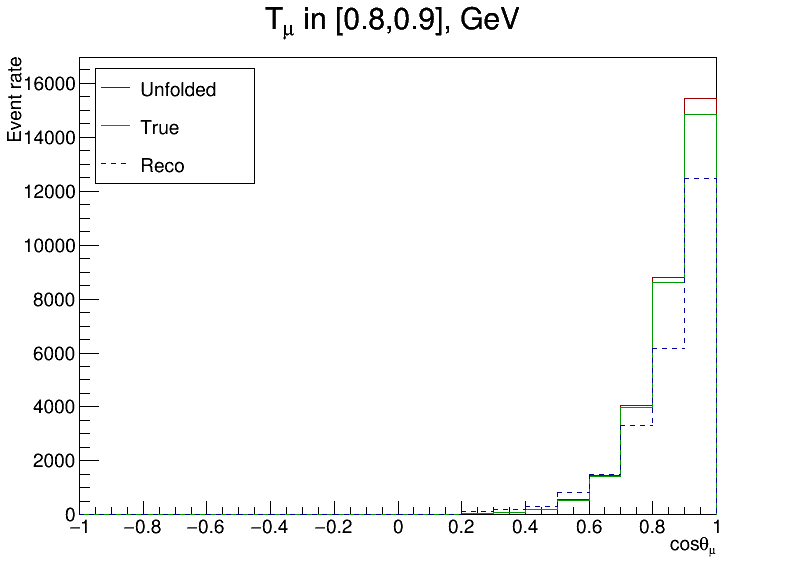 Tμ in [0.8,0.9], GeV
Event rate
Unfolded
True
Reco
16000
14000
12000
10000
8000
6000
4000
2000
0
−1 −0.8 −0.6 −0.4 −0.2 0 0.2 0.4 0.6 0.8 1
cosθμ